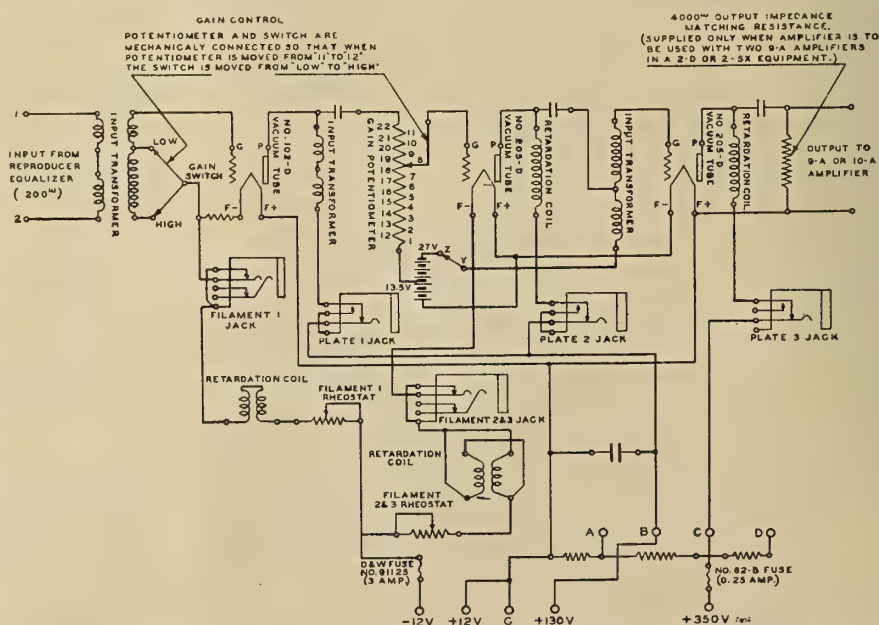 GAIN CONTROL
POTENTIOMETER AND SWITCH ARE
MECHANICALY CONNECTED SO THAT WHEN
POTENTIOMETER IS MOVED FROM "11" TO "12"
THE SWITCH IS MOVED FROM "LOW" TO "HIGH"
4000ω OUTPUT IMPEDANCE
MATCHING RESISTANCE.
(SUPPLIED ONLY WHEN AMPLIFIER IS TO
BE USED WITH TWO 9-A AMPLIFIERS
IN A 2-D OR 2-SX EQUIPMENT.)
1
INPUT FROM
REPRODUCER
EQUALIZER
(200ω)
2
INPUT TRANSFORMER
LOW
GAIN
SWITCH
HIGH
G
P
F-
F+
NO. 102-D
VACUUM TUBE
INPUT TRANSFORMER
GAIN POTENTIOMETER
22
21
20
19
18
17
16
15
14
13
12
11
10
9
8
7
6
5
4
3
2
1
G
P
F-
F+
NO 205-D
VACUUM TUBE
RETARDATION
COIL
INPUT
TRANSFORMER
G
P
F-
F+
NO. 205-D
VACUUM TUBE
RETARDATION
COIL
OUTPUT TO
9-A OR 10-A
AMPLIFIER
27V
Z
Y
13.5V
FILAMENT 1
JACK
PLATE 1 JACK
PLATE 2 JACK
PLATE 3 JACK
RETARDATION COIL
FILAMENT 1
RHEOSTAT
FILAMENT 2&3 JACK
RETARDATION
COIL
FILAMENT
2&3 RHEOSTAT
A
B
C
D
D&W FUSE
NO. 91125
(3 AMP.)
NO. 62-B FUSE
(0.25 AMP.)
-12V
+12V
G
+130V
+350V